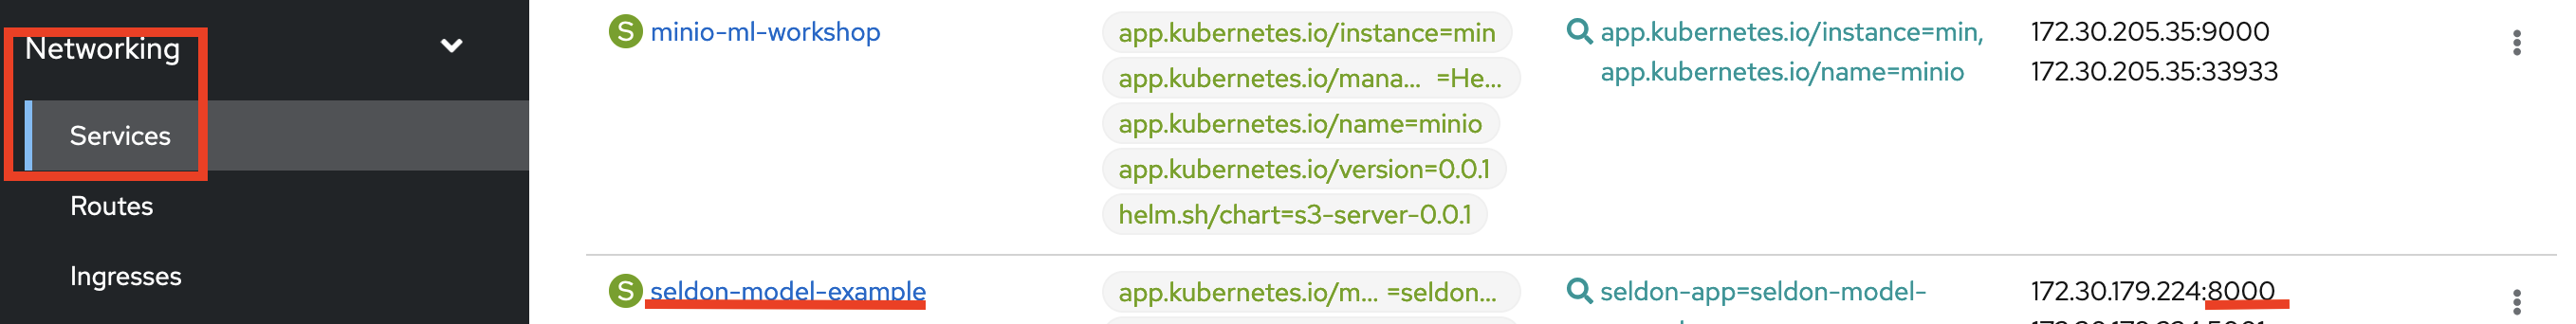 Networking
Services
Routes
Ingresses
S minio-ml-workshop
app.kubernetes.io/instance=min
app.kubernetes.io/mana... =He...
app.kubernetes.io/name=minio
app.kubernetes.io/version=0.0.1
helm.sh/chart=s3-server-0.0.1
app.kubernetes.io/instance=min,
app.kubernetes.io/name=minio
172.30.205.35:9000
172.30.205.35:33933
S seldon-model-example
app.kubernetes.io/m... =seldon...
seldon-app=seldon-model-
172.30.179.224:8000